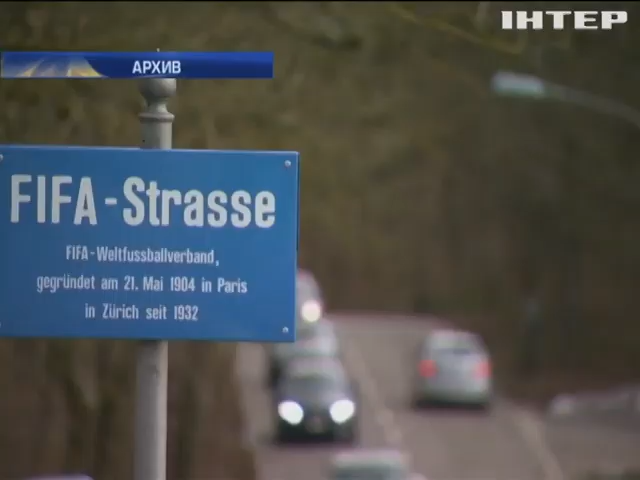 ІНТЕР
АРХИВ
FIFA-Strasse
FIFA-Weltfussballverband,
gegründet am 21. Mai 1904 in Paris
in Zürich seit 1932